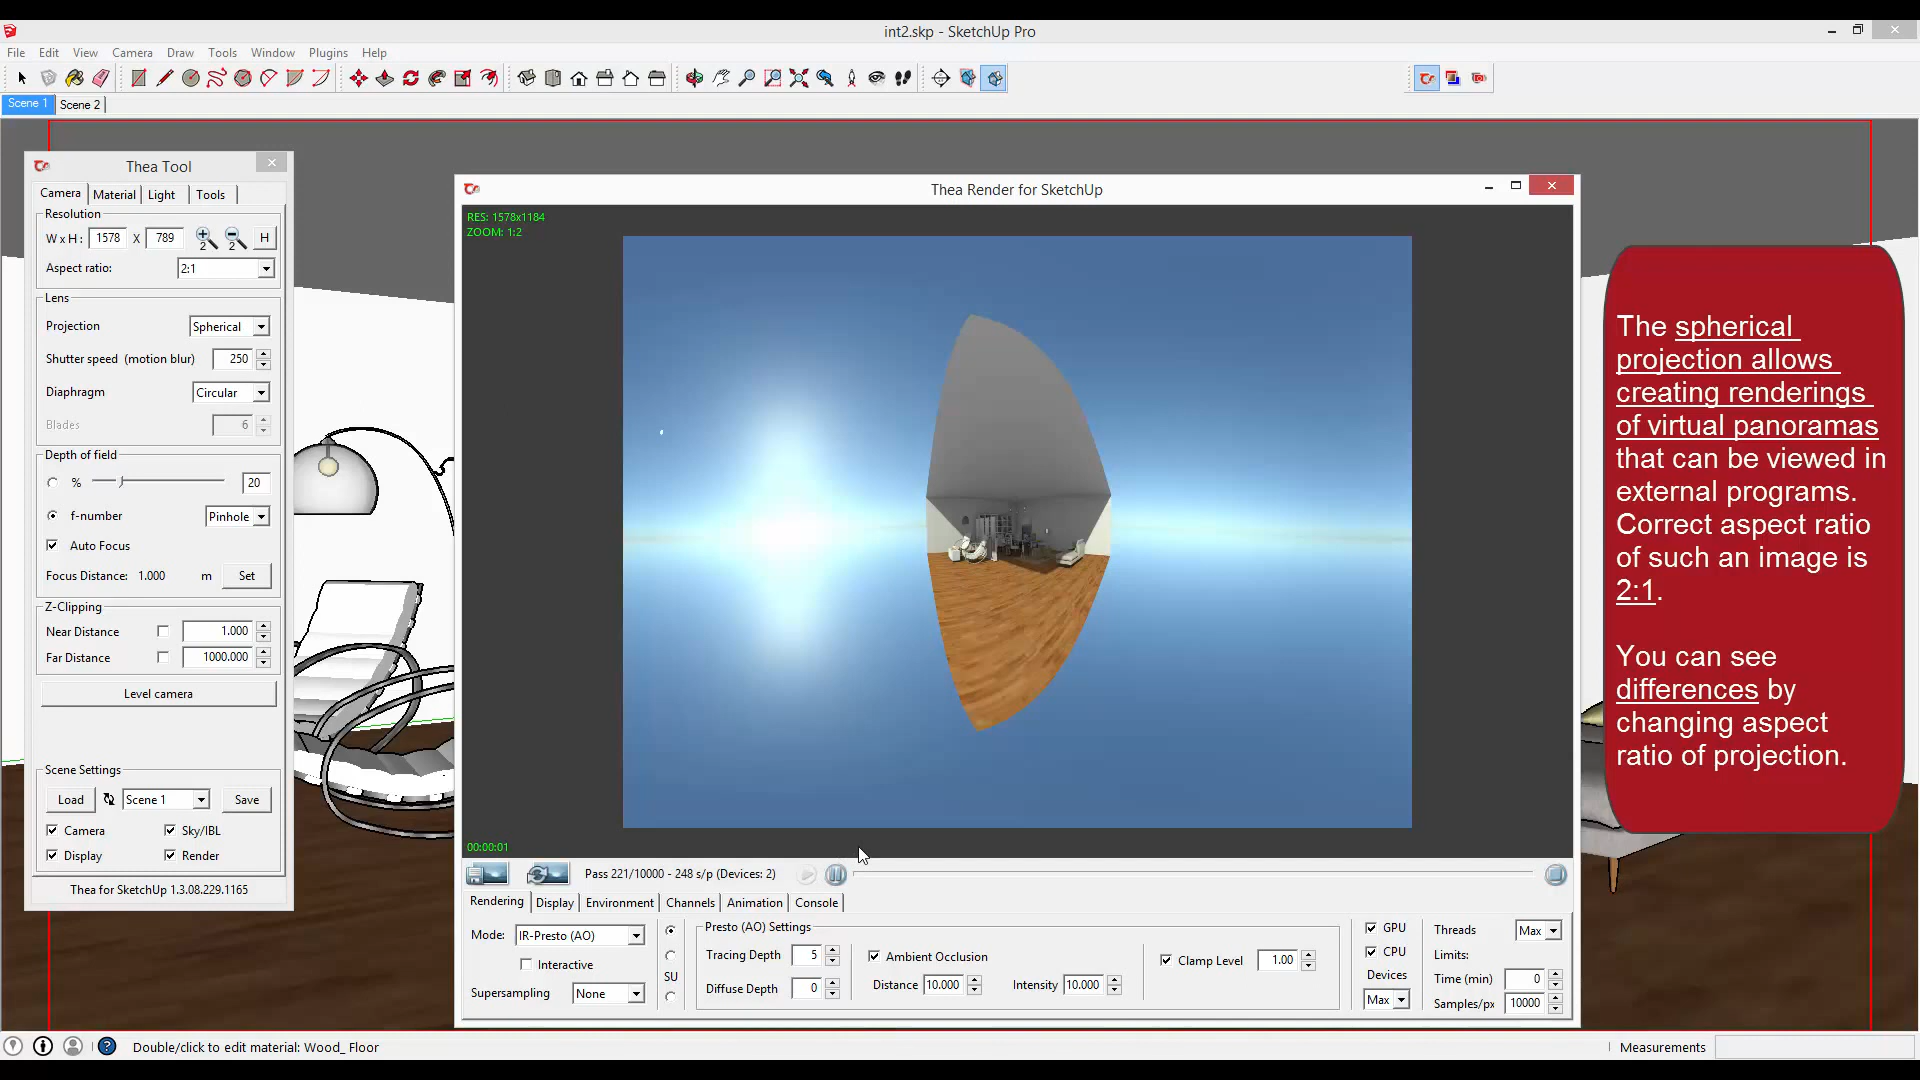 int2.skp - SketchUp Pro
File Edit View Camera Draw Tools Window Plugins Help
Scene 1 Scene 2
Thea Tool
Camera Material Light Tools
Resolution
W x H : 1578 X 789 2 2 H
Aspect ratio: 2:1
Lens
Projection Spherical
Shutter speed (motion blur) 250
Diaphragm Circular
Blades 6
Depth of field
% 20
f-number Pinhole
Auto Focus
Focus Distance: 1.000 m Set
Z-Clipping
Near Distance 1.000
Far Distance 1000.000
Level camera
Scene Settings
Load Scene 1 Save
Camera Sky/IBL
Display Render
Thea for SketchUp 1.3.08.229.1165
Thea Render for SketchUp
RES: 1578x1184
ZOOM: 1:2
00:00:01
Pass 221/10000 - 248 s/p (Devices: 2)
Rendering Display Environment Channels Animation Console
Mode: IR-Presto (AO)
Interactive
Supersampling None
SU
Presto (AO) Settings
Tracing Depth 5
Diffuse Depth 0
Ambient Occlusion
Distance 10.000 Intensity 10.000
Clamp Level 1.00
GPU
CPU
Devices
Max
Threads Max
Limits:
Time (min) 0
Samples/px 10000
The spherical
projection allows
creating renderings
of virtual panoramas
that can be viewed in
external programs.
Correct aspect ratio
of such an image is
2:1.
You can see
differences by
changing aspect
ratio of projection.
Double/click to edit material: Wood_ Floor
Measurements